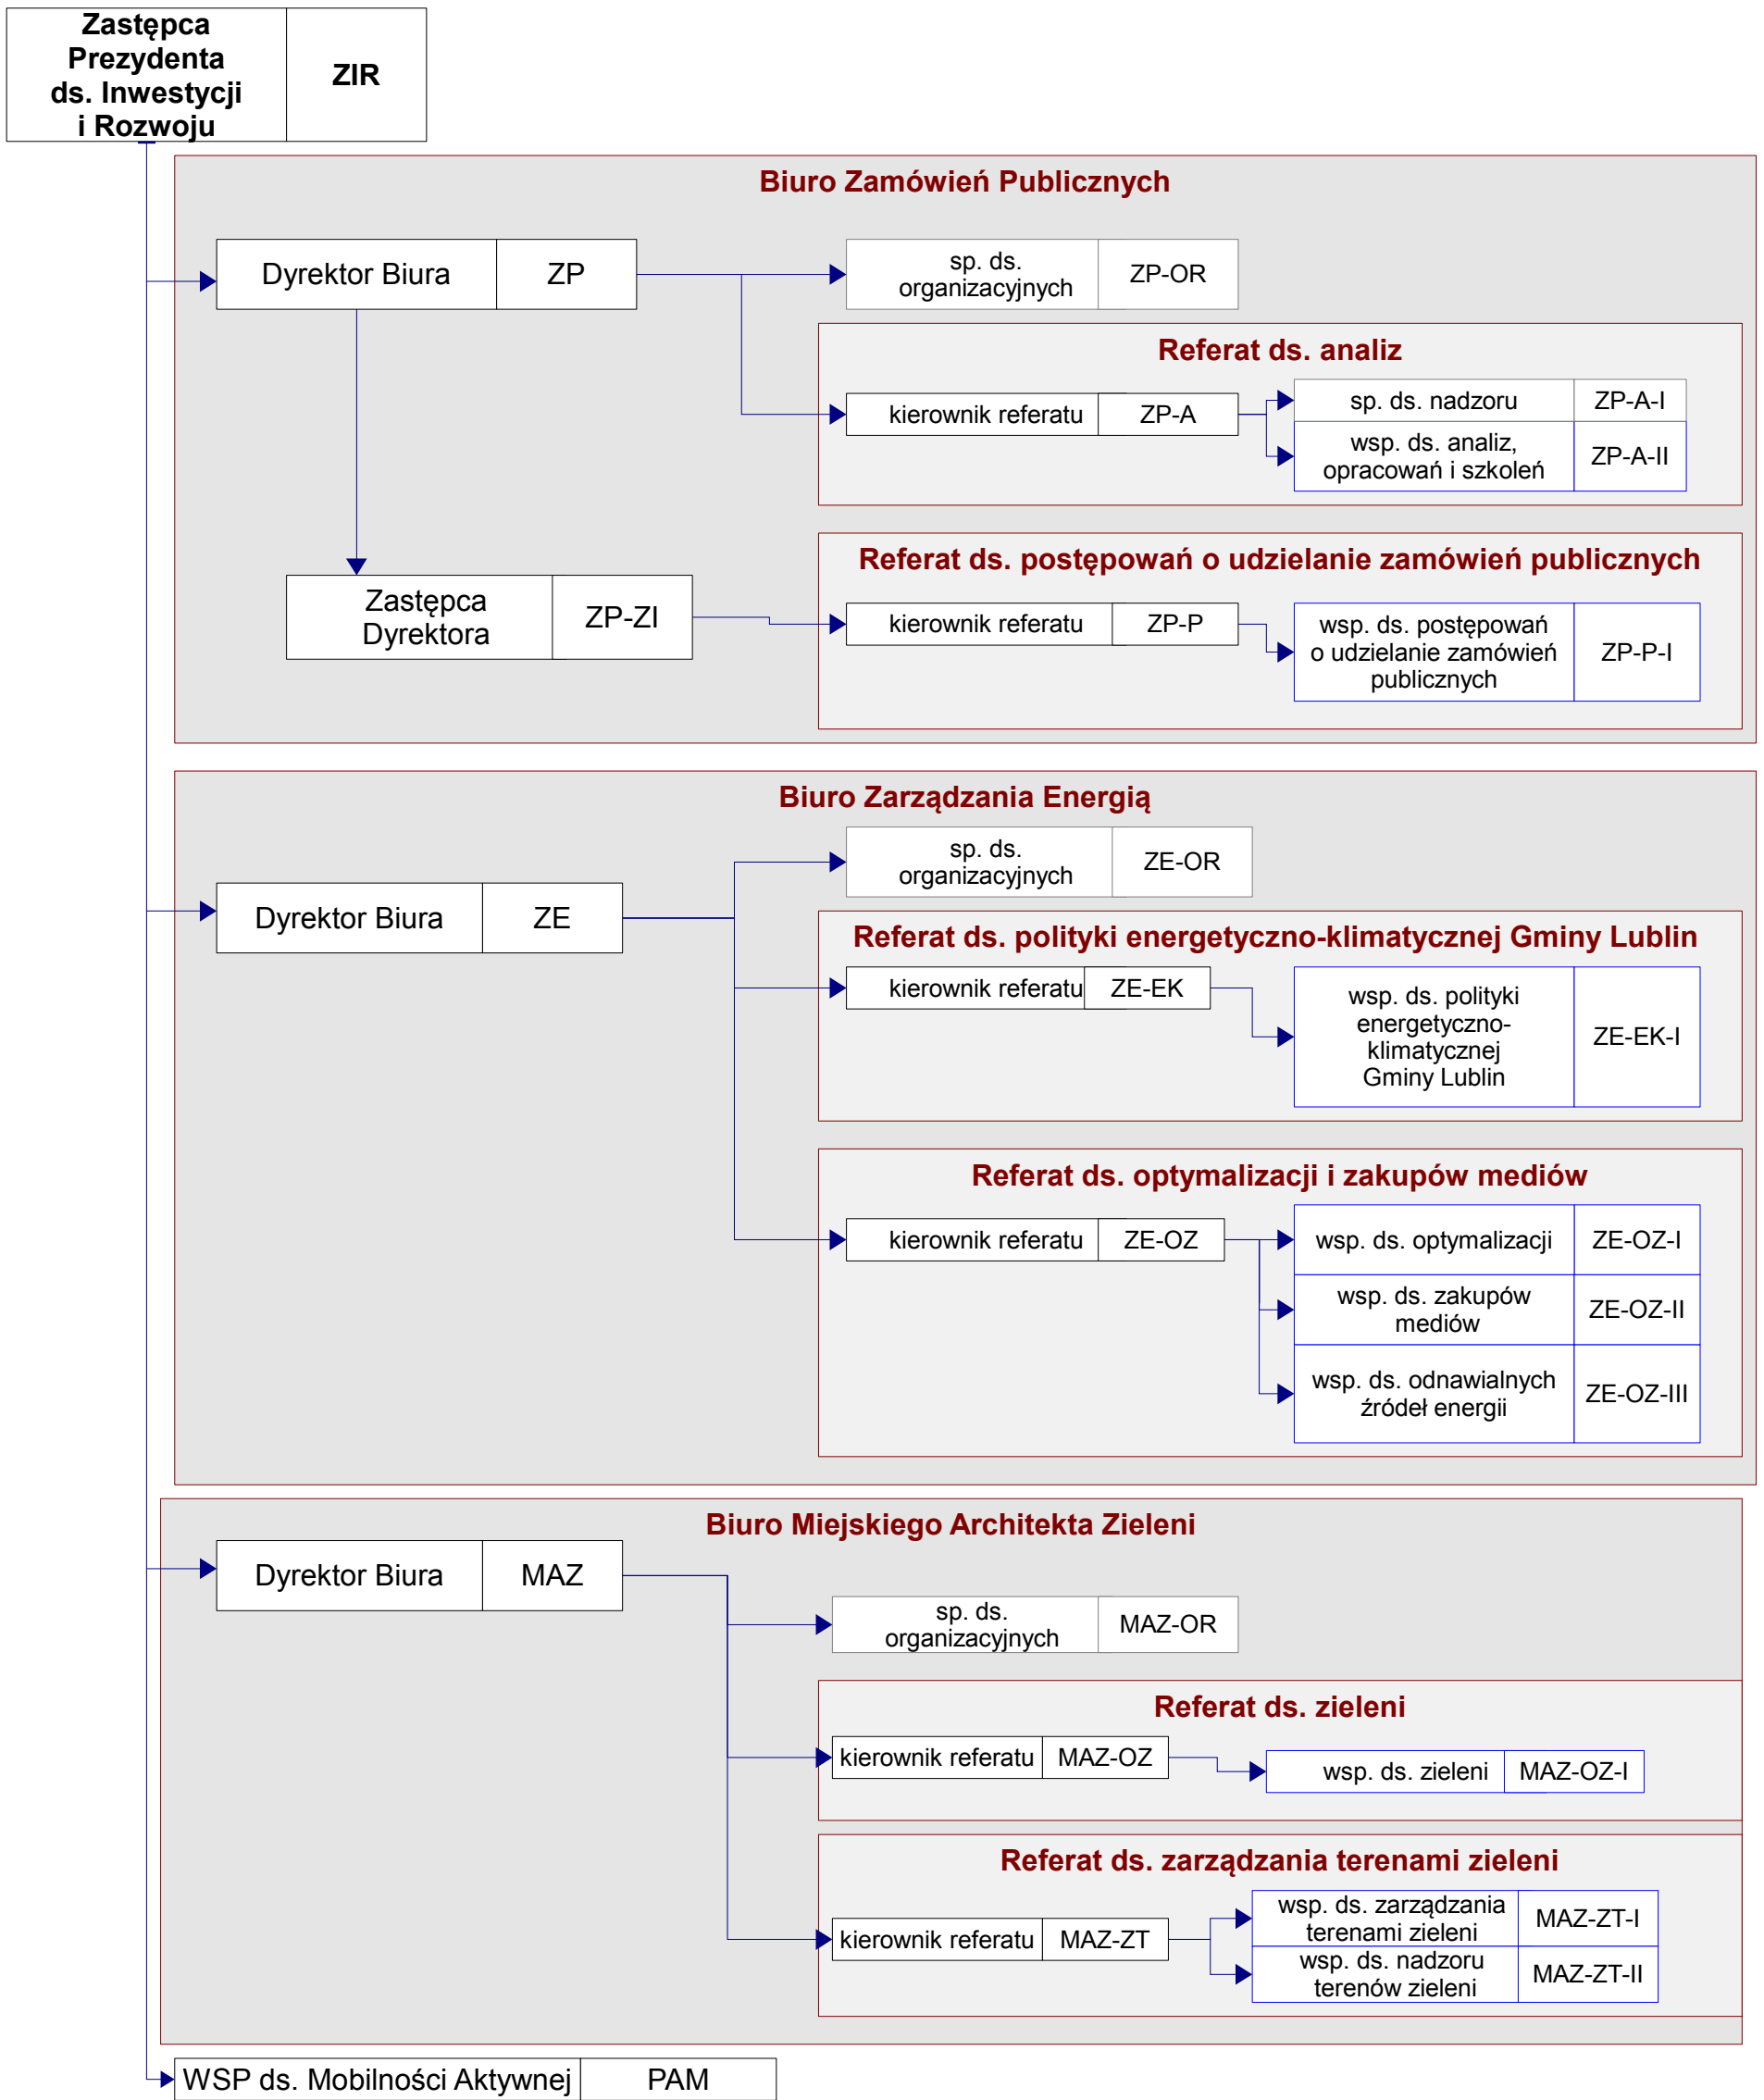 Zastępca
Prezydenta
ds. Inwestycji
i Rozwoju
ZIR
Biuro Zamówień Publicznych
Dyrektor Biura
ZP
sp. ds.
organizacyjnych
ZP-OR
Referat ds. analiz
kierownik referatu
ZP-A
sp. ds. nadzoru
ZP-A-I
wsp. ds. analiz,
opracowań i szkoleń
ZP-A-II
Zastępca
Dyrektora
ZP-ZI
Referat ds. postępowań o udzielanie zamówień publicznych
kierownik referatu
ZP-P
wsp. ds. postępowań
o udzielanie zamówień
publicznych
ZP-P-I
Biuro Zarządzania Energią
Dyrektor Biura
ZE
sp. ds.
organizacyjnych
ZE-OR
Referat ds. polityki energetyczno-klimatycznej Gminy Lublin
kierownik referatu
ZE-EK
wsp. ds. polityki
energetyczno-
klimatycznej
Gminy Lublin
ZE-EK-I
Referat ds. optymalizacji i zakupów mediów
kierownik referatu
ZE-OZ
wsp. ds. optymalizacji
ZE-OZ-I
wsp. ds. zakupów
mediów
ZE-OZ-II
wsp. ds. odnawialnych
źródeł energii
ZE-OZ-III
Biuro Miejskiego Architekta Zieleni
Dyrektor Biura
MAZ
sp. ds.
organizacyjnych
MAZ-OR
Referat ds. zieleni
kierownik referatu
MAZ-OZ
wsp. ds. zieleni
MAZ-OZ-I
Referat ds. zarządzania terenami zieleni
kierownik referatu
MAZ-ZT
wsp. ds. zarządzania
terenami zieleni
MAZ-ZT-I
wsp. ds. nadzoru
terenów zieleni
MAZ-ZT-II
WSP ds. Mobilności Aktywnej
PAM